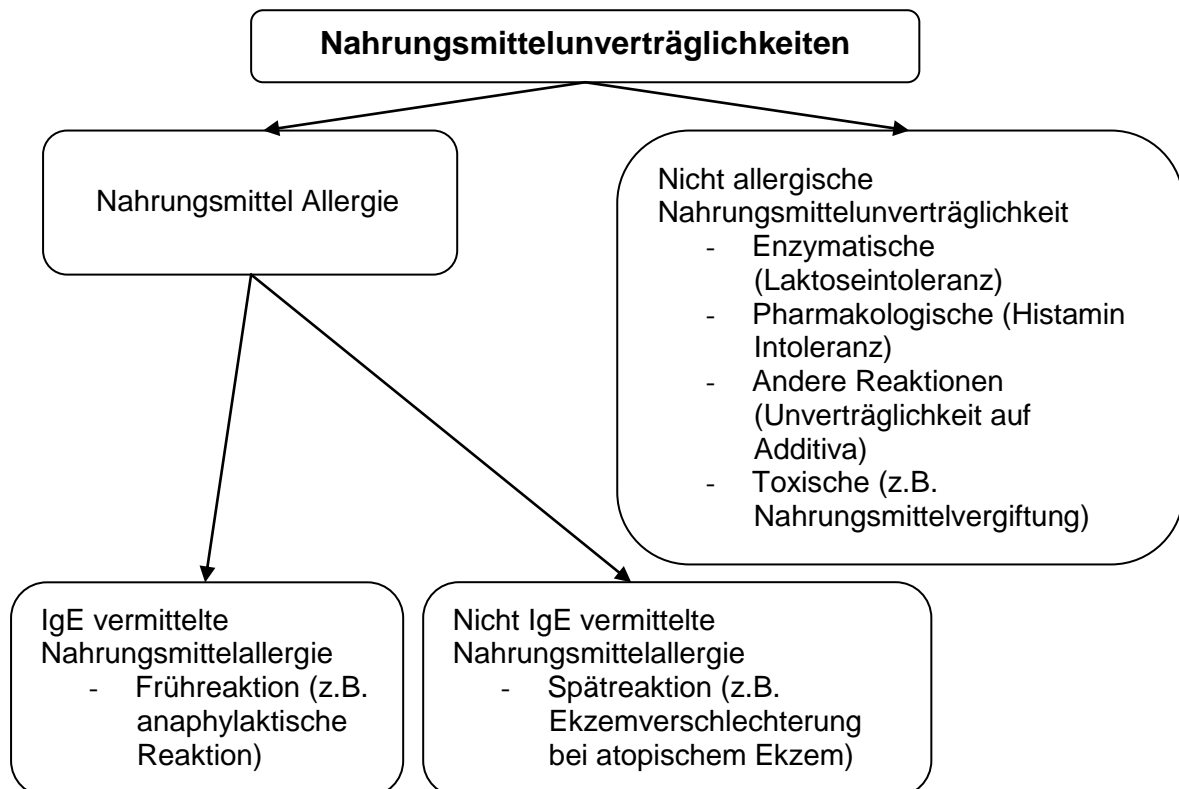 Nahrungsmittelunverträglichkeiten
Nahrungsmittel Allergie
Nicht allergische
Nahrungsmittelunverträglichkeit
- Enzymatische
(Laktoseintoleranz)
- Pharmakologische (Histamin
Intoleranz)
- Andere Reaktionen
(Unverträglichkeit auf
Additiva)
- Toxische (z.B.
Nahrungsmittelvergiftung)
IgE vermittelte
Nahrungsmittelallergie
- Frühreaktion (z.B.
anaphylaktische
Reaktion)
Nicht IgE vermittelte
Nahrungsmittelallergie
- Spätreaktion (z.B.
Ekzemverschlechterung
bei atopischem Ekzem)